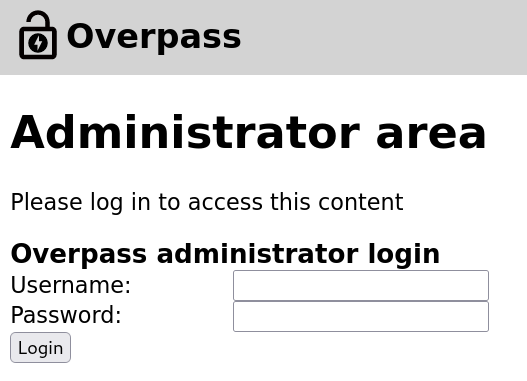 Overpass
Administrator area
Please log in to access this content
Overpass administrator login
Username:
Password:
Login